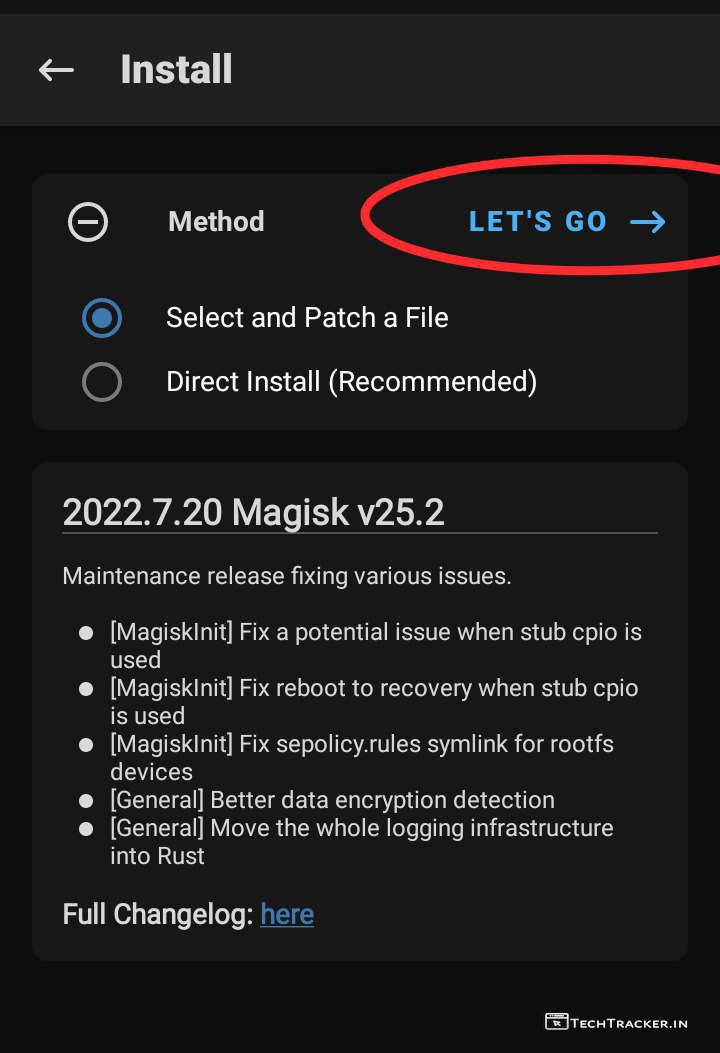 Install
Method
LET'S GO
Select and Patch a File
Direct Install (Recommended)
2022.7.20 Magisk v25.2
Maintenance release fixing various issues.
[MagiskInit] Fix a potential issue when stub cpio is
used
[MagiskInit] Fix reboot to recovery when stub cpio
is used
[MagiskInit] Fix sepolicy.rules symlink for rootfs
devices
[General] Better data encryption detection
[General] Move the whole logging infrastructure
into Rust
Full Changelog: here
TECHTRACKER.IN